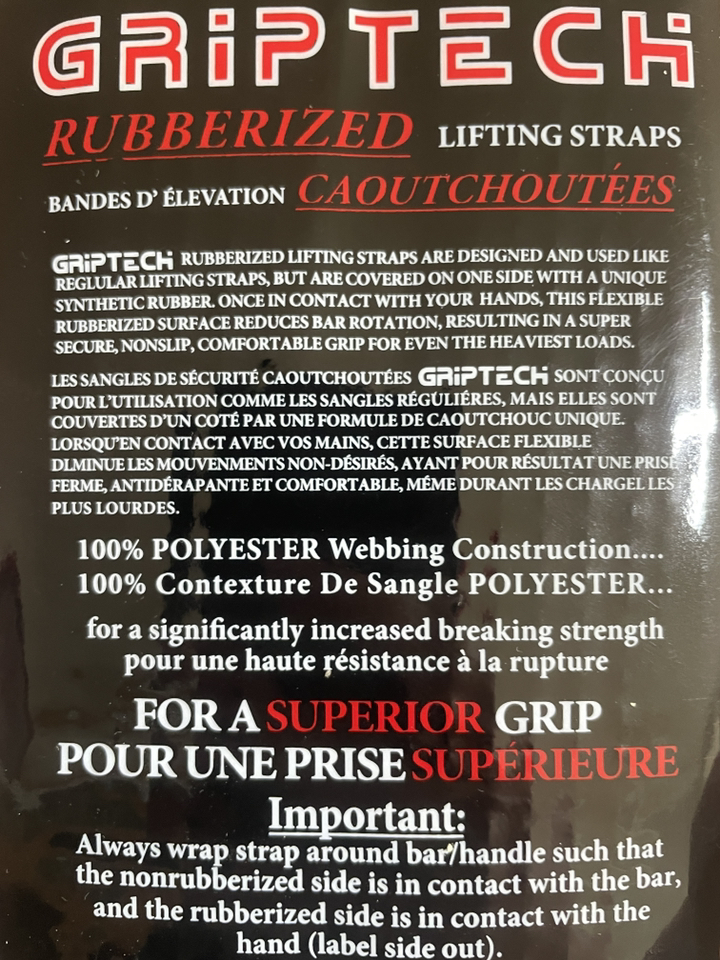 GRiPTECH
RUBBERIZED LIFTING STRAPS
BANDES D' ÉLEVATION CAOUTCHOUTÉES
GRiPTECH RUBBERIZED LIFTING STRAPS ARE DESIGNED AND USED LIKE
REGLULAR LIFTING STRAPS, BUT ARE COVERED ON ONE SIDE WITH A UNIQUE
SYNTHETIC RUBBER. ONCE IN CONTACT WITH YOUR HANDS, THIS FLEXIBLE
RUBBERIZED SURFACE REDUCES BAR ROTATION, RESULTING IN A SUPER
SECURE, NONSLIP, COMFORTABLE GRIP FOR EVEN THE HEAVIEST LOADS.
LES SANGLES DE SÉCURITÉ CAOUTCHOUTÉES GRiPTECH SONT CONÇU
POUR L'UTILISATION COMME LES SANGLES RÉGÚLIÉRES, MAIS ELLES SONT
COUVERTES D'UN COTÉ PAR UNE FORMULE DE CAOUTCHOUC UNIQUE.
LORSQU'EN CONTACT AVEC VOS MAINS, CETTE SURFACE FLEXIBLE
DLMINUE LES MOUVENMENTS NON-DÉSIRÉS, AYANT POUR RÉSULTAT UNE PRISE
FERME, ANTIDÉRAPANTE ET COMFORTABLE, MÉME DURANT LES CHARGEL LES
PLUS LOURDES.
100% POLYESTER Webbing Construction....
100% Contexture De Sangle POLYESTER...
for a significantly increased breaking strength
pour une haute résistance à la rupture
FOR A SUPERIOR GRIP
POUR UNE PRISE SUPÉRIEURE
Important:
Always wrap strap around bar/handle such that
the nonrubberized side is in contact with the bar,
and the rubberized side is in contact with the
hand (label side out).